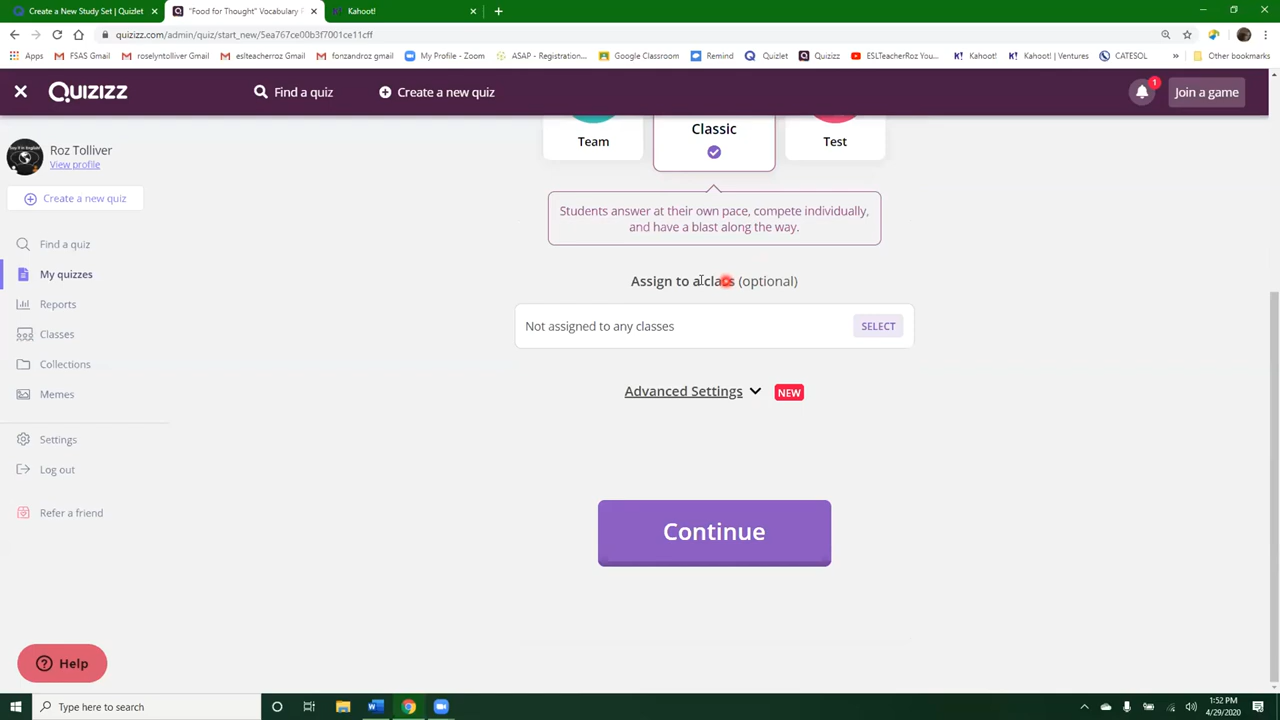 Create a New Study Set | Quizlet
"Food for Thought" Vocabulary
Kahoot!
quizizz.com/admin/quiz/start_new/5ea767ce00b3f7001ce11cff
Apps
FSAS Gmail
roselyntolliver Gmail
eslteacherroz Gmail
fonzandroz gmail
My Profile - Zoom
ASAP - Registration...
Google Classroom
Remind
Quizlet
Quizizz
ESLTeacherRoz You...
Kahoot!
Kahoot! | Ventures
CATESOL
»
Other bookmarks
QUIZIZZ
Find a quiz
Create a new quiz
1
Join a game
Roz Tolliver
View profile
Create a new quiz
Find a quiz
My quizzes
Reports
Classes
Collections
Memes
Settings
Log out
Refer a friend
Help
Team
Classic
Test
Students answer at their own pace, compete individually,
and have a blast along the way.
Assign to a class (optional)
Not assigned to any classes
SELECT
Advanced Settings
NEW
Continue
Type here to search
1:52 PM
4/29/2020